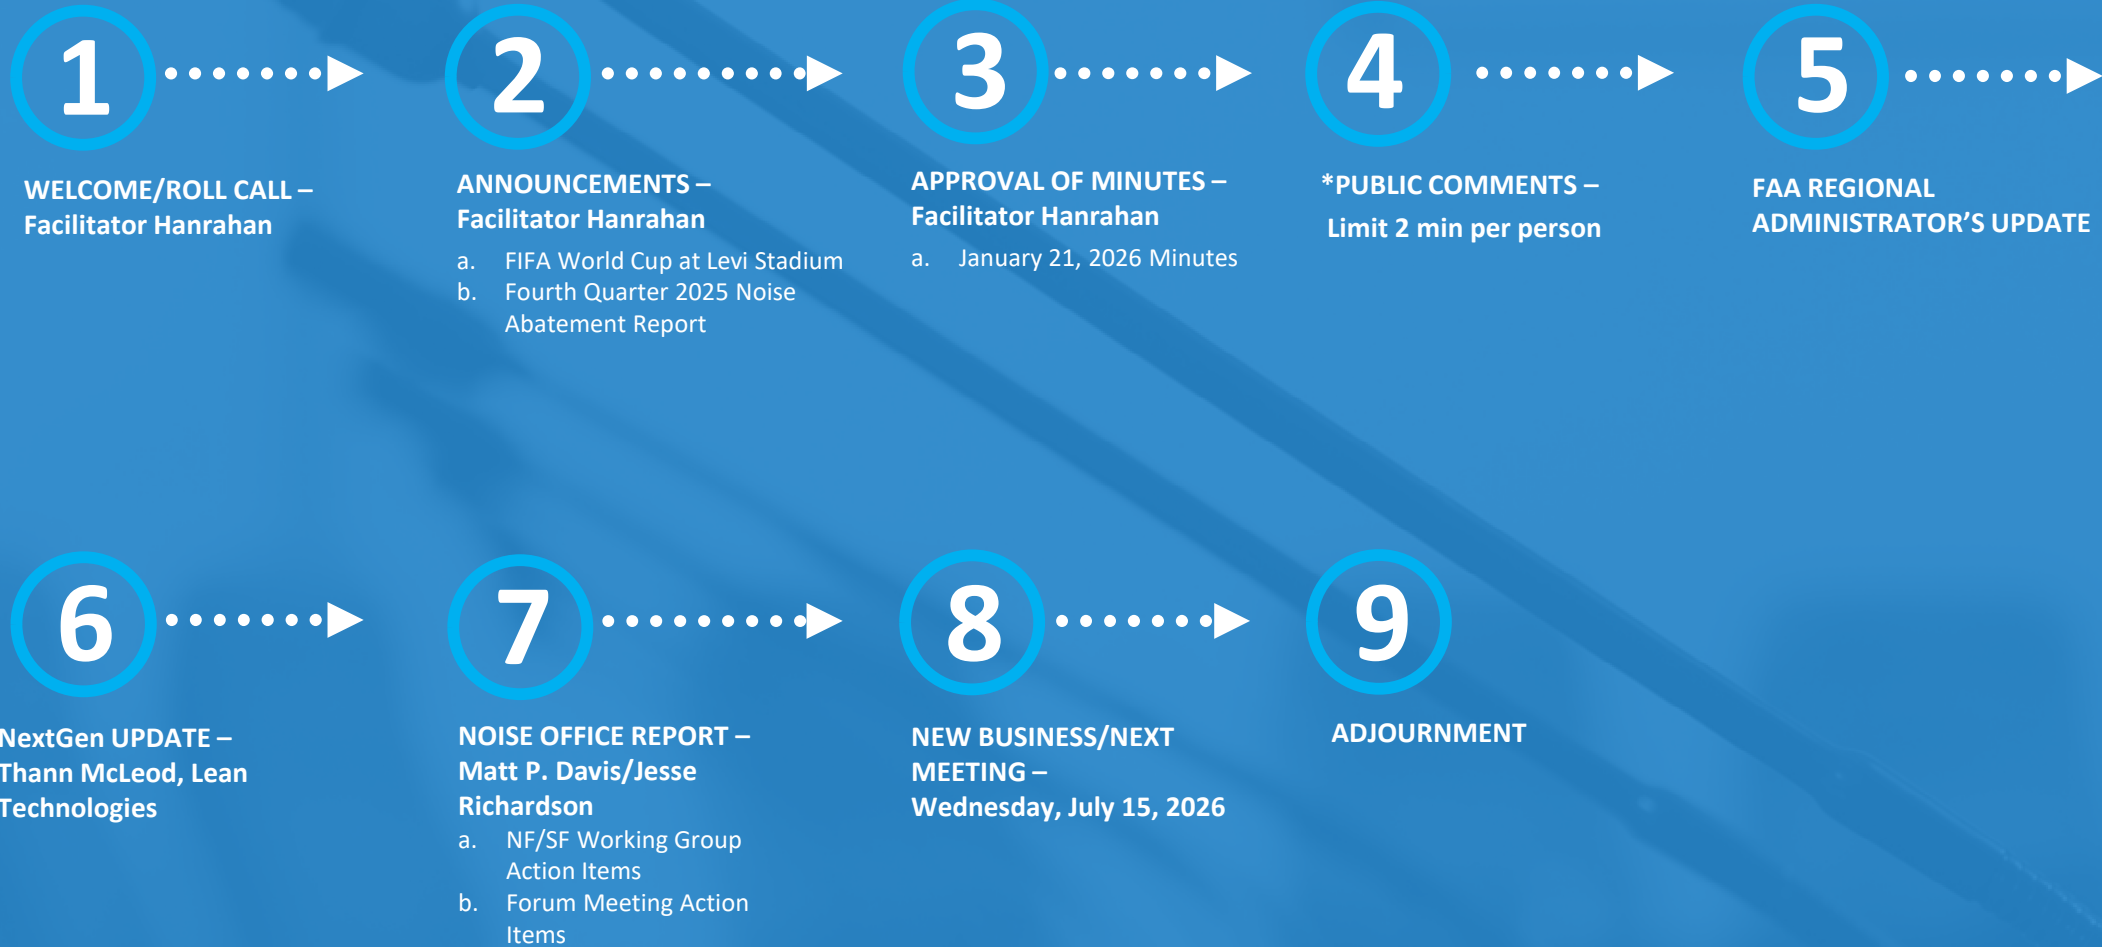 1
WELCOME/ROLL CALL –
Facilitator Hanrahan
2
ANNOUNCEMENTS –
Facilitator Hanrahan
a. FIFA World Cup at Levi Stadium
b. Fourth Quarter 2025 Noise
Abatement Report
3
APPROVAL OF MINUTES –
Facilitator Hanrahan
a. January 21, 2026 Minutes
4
*PUBLIC COMMENTS –
Limit 2 min per person
5
FAA REGIONAL
ADMINISTRATOR'S UPDATE
6
NextGen UPDATE –
Thann McLeod, Lean
Technologies
7
NOISE OFFICE REPORT –
Matt P. Davis/Jesse
Richardson
a. NF/SF Working Group
Action Items
b. Forum Meeting Action
Items
8
NEW BUSINESS/NEXT
MEETING –
Wednesday, July 15, 2026
9
ADJOURNMENT